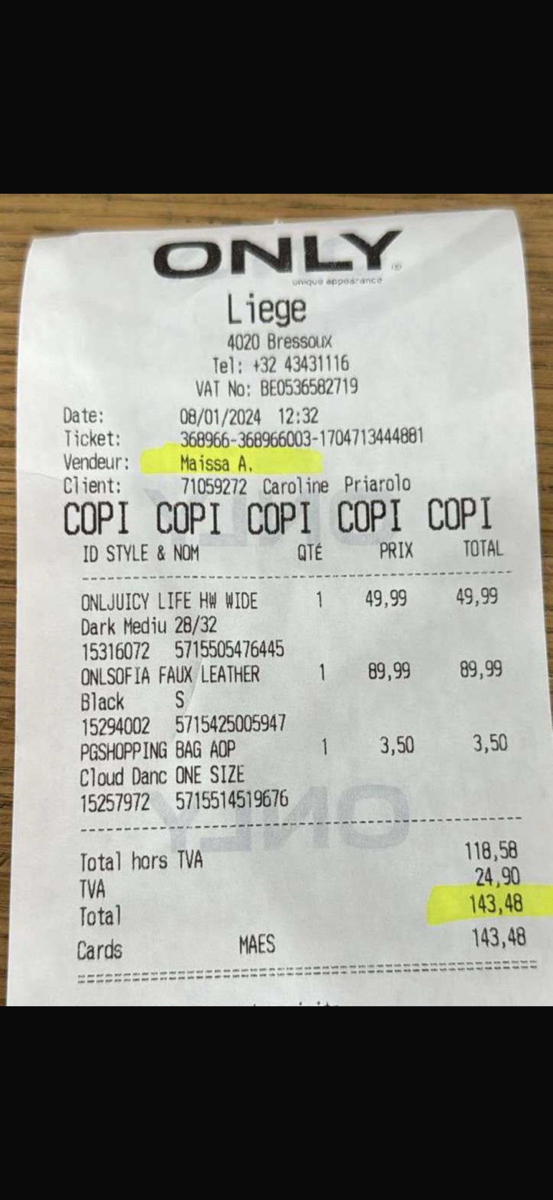 ONLY
unique appearance
Liege
4020 Bressoux
Tel: +32 43431116
VAT No: BE0536582719
Date: 08/01/2024 12:32
Ticket: 368966-368966003-1704713444881
Vendeur: Maissa A.
Client: 71059272 Caroline Priarolo
COPI COPI COPI COPI COPI
ID STYLE & NOM QTÉ PRIX TOTAL
ONLJUICY LIFE HW WIDE 1 49,99 49,99
Dark Mediu 28/32
15316072 5715505476445
ONLSOFIA FAUX LEATHER 1 89,99 89,99
Black S
15294002 5715425005947
PGSHOPPING BAG AOP 1 3,50 3,50
Cloud Danc ONE SIZE
15257972 5715514519676
Total hors TVA 118,58
TVA 24,90
Total 143,48
Cards MAES 143,48